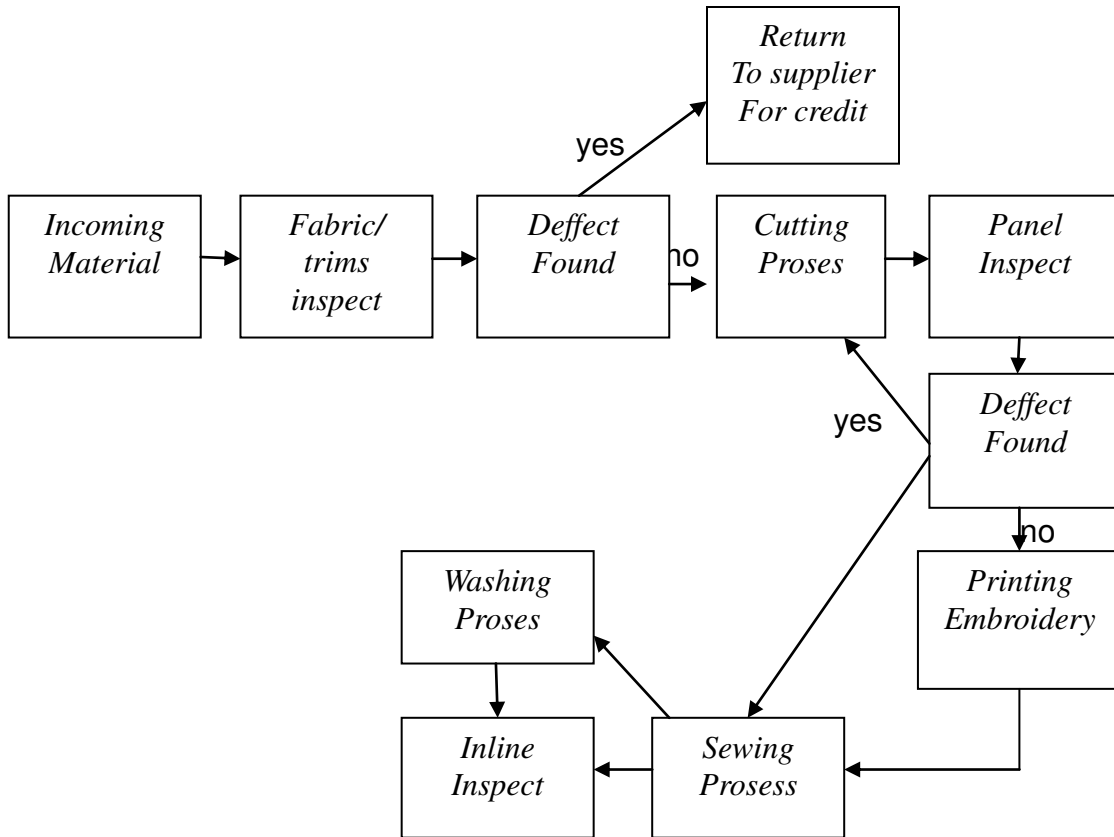 Return
To supplier
For credit
yes
Incoming
Material
Fabric/
trims
inspect
Deffect
Found
no
Cutting
Proses
Panel
Inspect
yes
Deffect
Found
no
Washing
Proses
Printing
Embroidery
Inline
Inspect
Sewing
Prosess